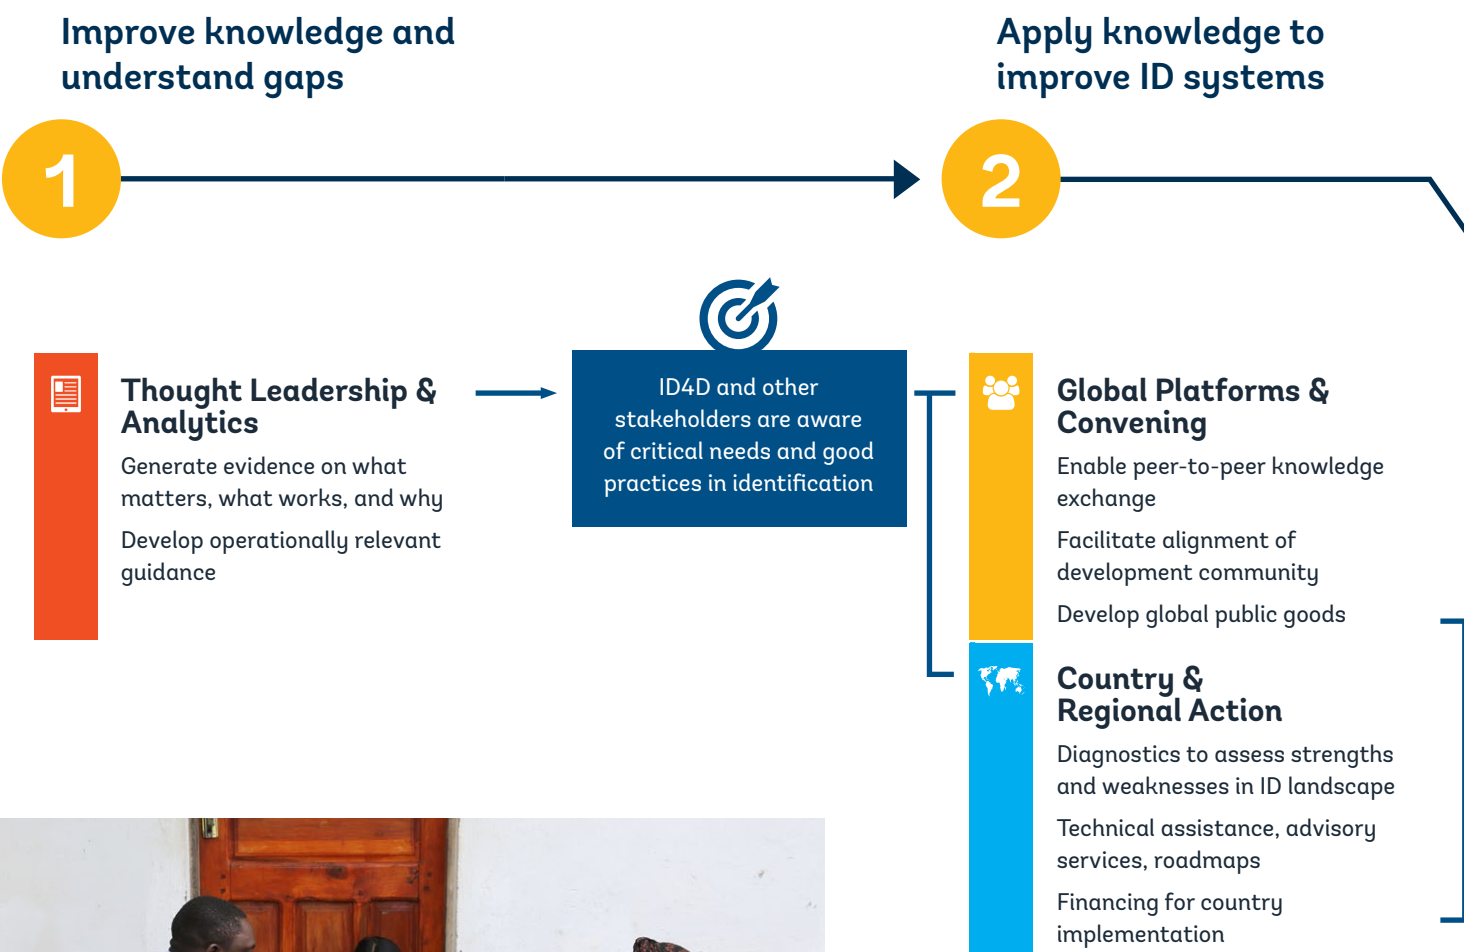 Improve knowledge and
understand gaps
Apply knowledge to
improve ID systems
1
2
Thought Leadership &
Analytics
Generate evidence on what
matters, what works, and why
Develop operationally relevant
guidance
ID4D and other
stakeholders are aware
of critical needs and good
practices in identification
Global Platforms &
Convening
Enable peer-to-peer knowledge
exchange
Facilitate alignment of
development community
Develop global public goods
Country &
Regional Action
Diagnostics to assess strengths
and weaknesses in ID landscape
Technical assistance, advisory
services, roadmaps
Financing for country
implementation